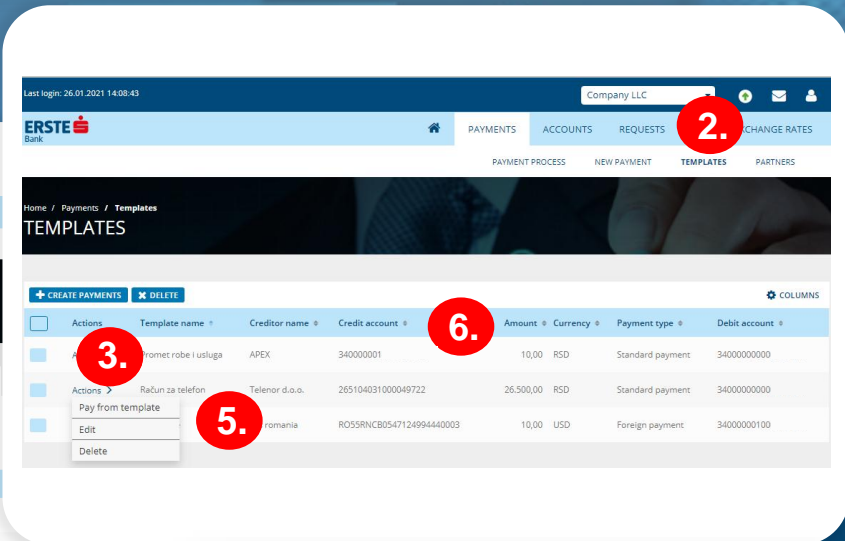 Last login: 26.01.2021 14:08:43 Company LLC
ERSTE
Bank
PAYMENTS ACCOUNTS REQUESTS 2. CHANGE RATES
PAYMENT PROCESS NEW PAYMENT TEMPLATES PARTNERS
Home / Payments / Templates
TEMPLATES
CREATE PAYMENTS DELETE COLUMNS
Actions Template name Creditor name Credit account 6. Amount Currency Payment type Debit account
3. Promet robe i usluga APEX 340000001 10,00 RSD Standard payment 34000000000
Actions > Račun za telefon Telenor d.o.o. 265104031000049722 26.500,00 RSD Standard payment 34000000000
Pay from template
5. romania RO55RNCB0547124994440003 10,00 USD Foreign payment 34000000100
Edit
Delete